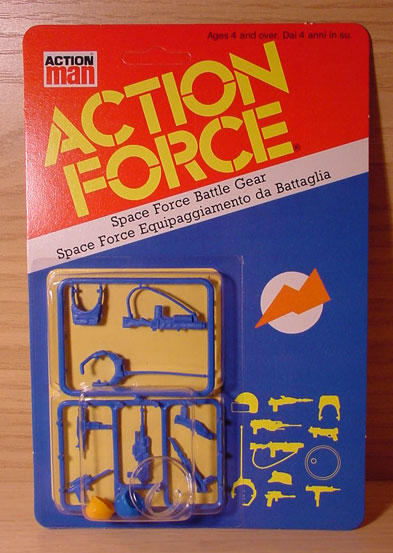 Ages 4 and over. Dai 4 anni in su.
ACTION
man
ACTION
FORCE®
Space Force Battle Gear
Space Force Equipaggiamento da Battaglia